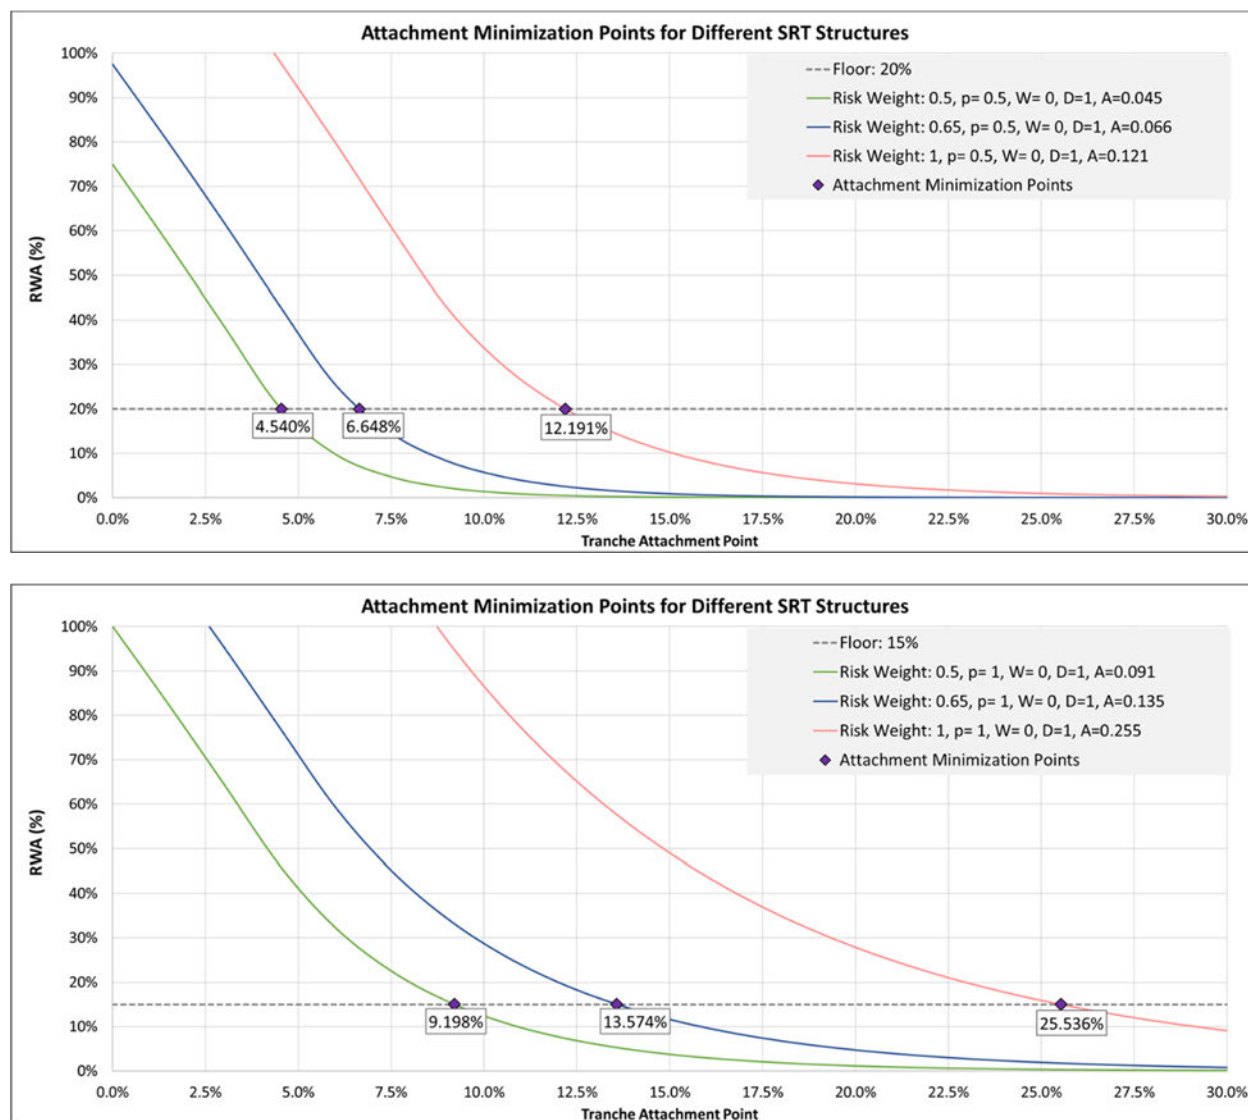 Attachment Minimization Points for Different SRT Structures
100%
90%
80%
70%
60%
50%
40%
30%
20%
10%
0%
RWA (%)
Floor: 20%
Risk Weight: 0.5, p= 0.5, W= 0, D=1, A=0.045
Risk Weight: 0.65, p= 0.5, W= 0, D=1, A=0.066
Risk Weight: 1, p= 0.5, W= 0, D=1, A=0.121
Attachment Minimization Points
4.540% 6.648% 12.191%
0.0% 2.5% 5.0% 7.5% 10.0% 12.5% 15.0% 17.5% 20.0% 22.5% 25.0% 27.5% 30.0%
Tranche Attachment Point
Attachment Minimization Points for Different SRT Structures
100%
90%
80%
70%
60%
50%
40%
30%
20%
10%
0%
RWA (%)
Floor: 15%
Risk Weight: 0.5, p= 1, W= 0, D=1, A=0.091
Risk Weight: 0.65, p= 1, W= 0, D=1, A=0.135
Risk Weight: 1, p= 1, W= 0, D=1, A=0.255
Attachment Minimization Points
9.198% 13.574% 25.536%
0.0% 2.5% 5.0% 7.5% 10.0% 12.5% 15.0% 17.5% 20.0% 22.5% 25.0% 27.5% 30.0%
Tranche Attachment Point